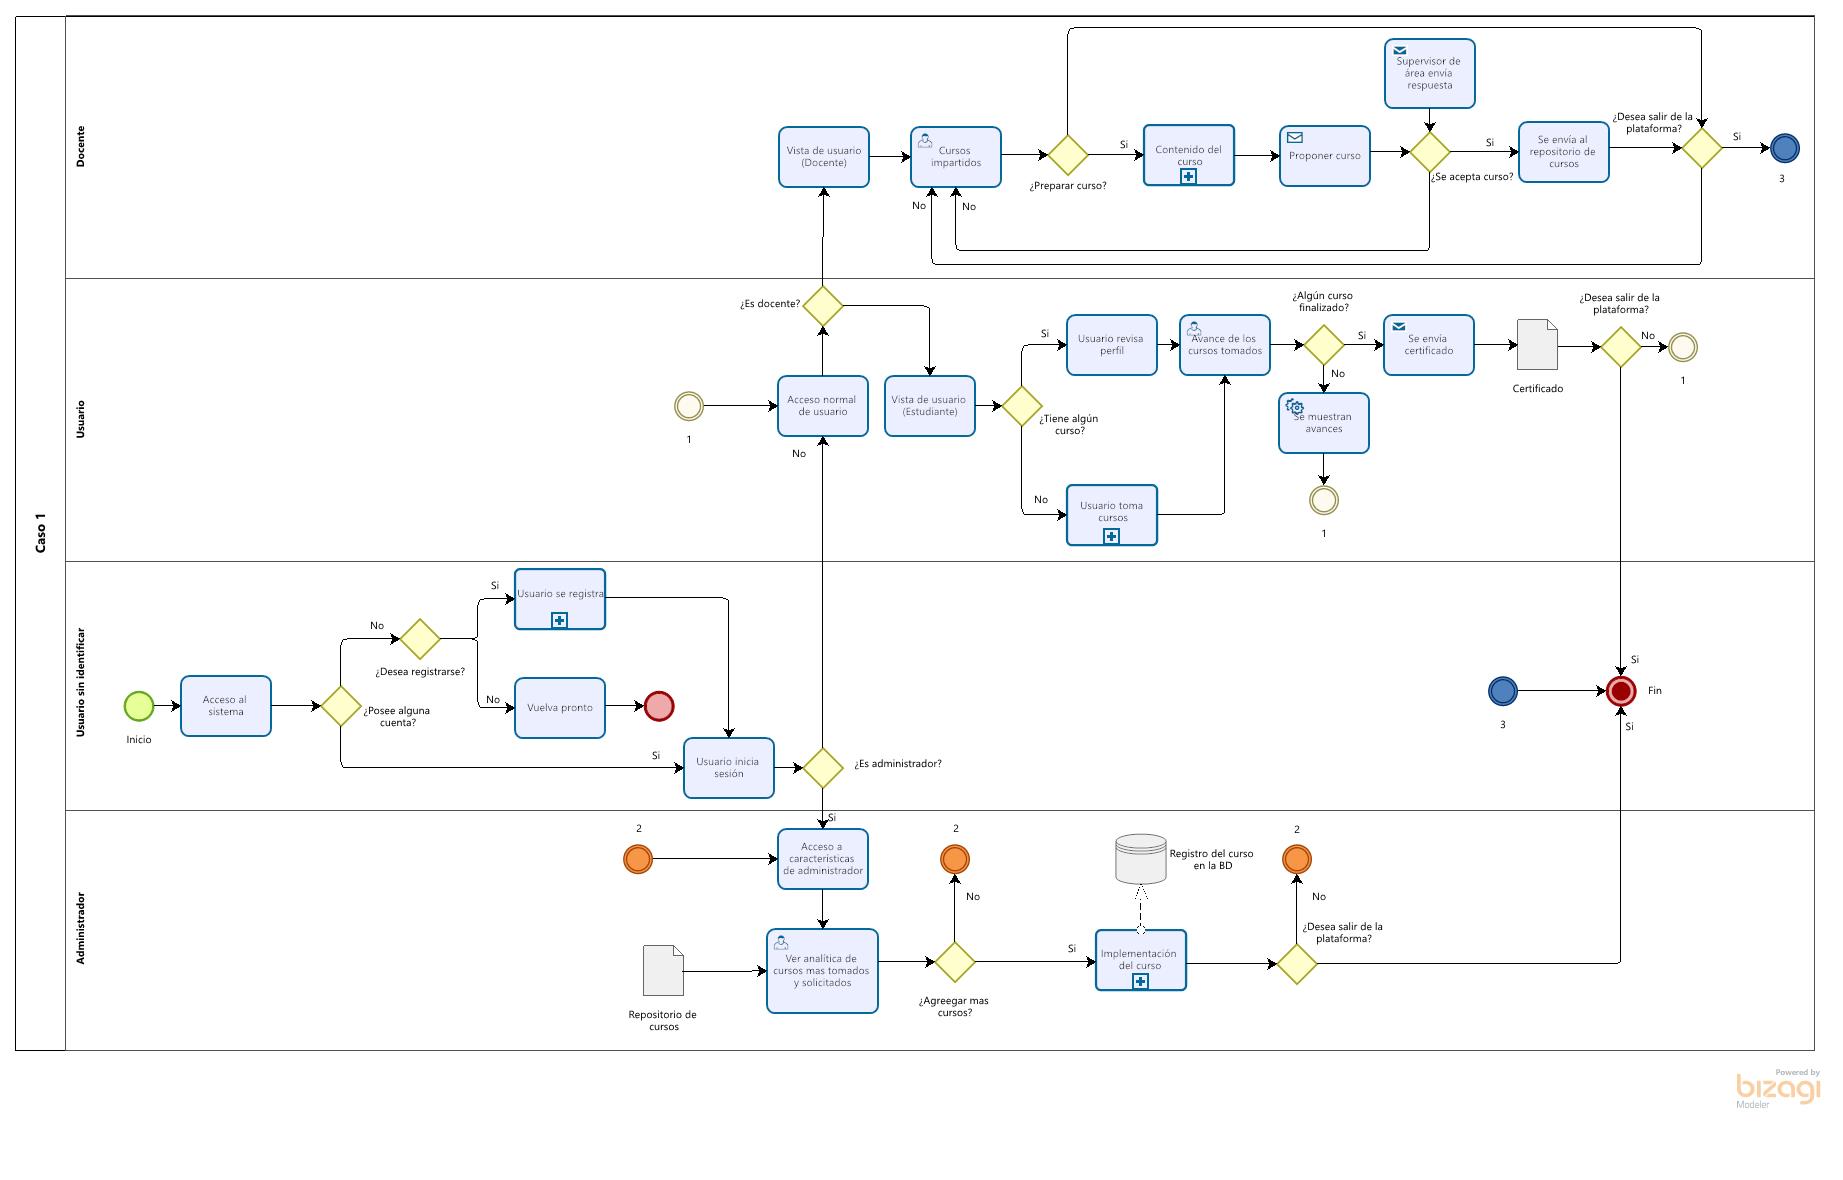 Caso 1
Docente
Vista de usuario
(Docente)
Cursos
impartidos
¿Preparar curso?
Si
Contenido del
curso
Proponer curso
Supervisor de
área envia
respuesta
¿Se acepta curso?
Si
Se envía al
repositorio de
cursos
¿Desea salir de la
plataforma?
Si
3
No
No
Usuario
¿Es docente?
1
Acceso normal
de usuario
No
Vista de usuario
(Estudiante)
¿Tiene algún
curso?
Si
Usuario revisa
perfil
Avance de los
cursos tomados
¿Algún curso
finalizado?
Si
Se envía
certificado
Certificado
¿Desea salir de la
plataforma?
No
1
No
Se muestran
avances
1
No
Usuario toma
cursos
Usuario sin identificar
Inicio
Acceso al
sistema
¿Posee alguna
cuenta?
No
¿Desea registrarse?
Si
Usuario se registra
No
Vuelva pronto
Si
Usuario inicia
sesión
¿Es administrador?
3
Si
Fin
Si
Administrador
Si
2
Acceso a
características
de administrador
Repositorio de
cursos
Ver analítica de
cursos mas tomados
y solicitados
2
No
¿Agreegar mas
cursos?
Si
Implementación
del curso
Registro del curso
en la BD
2
No
¿Desea salir de la
plataforma?
Powered by
bizagi
Modeler